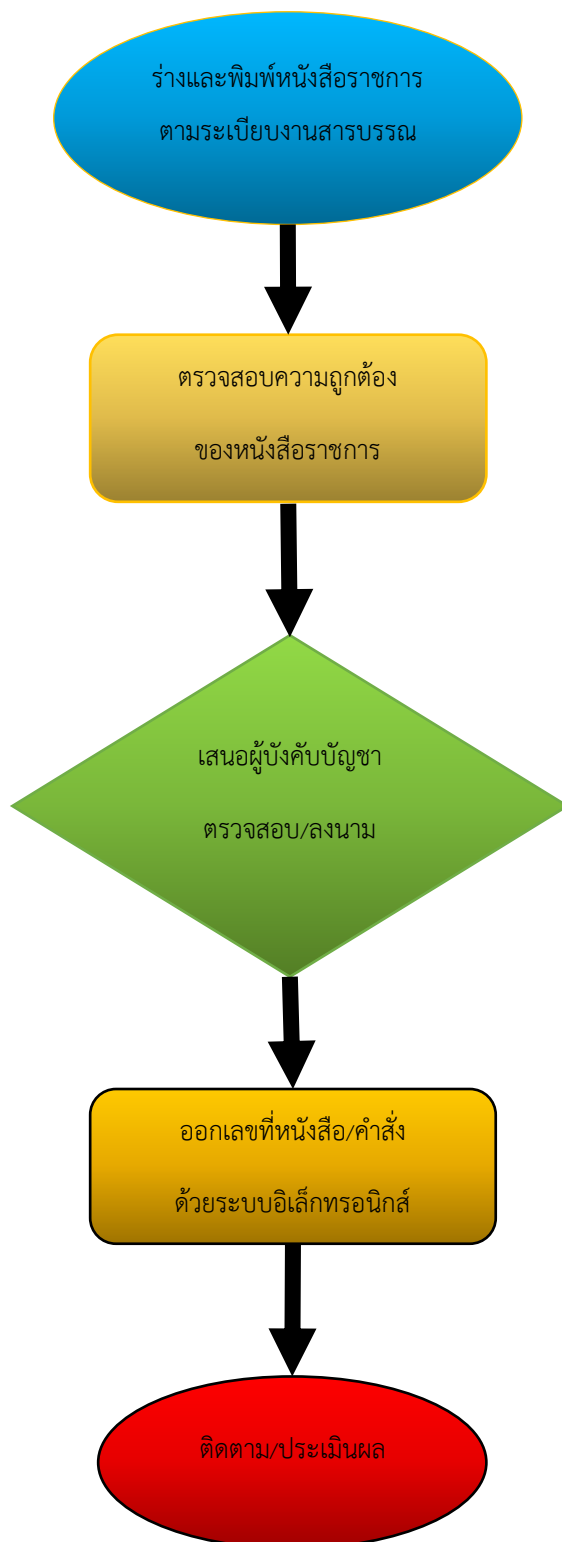 ร่างและพิมพ์หนังสือราชการ
ตามระเบียบงานสารบรรณ
ตรวจสอบความถูกต้อง
ของหนังสือราชการ
เสนอผู้บังคับบัญชา
ตรวจสอบ/ลงนาม
ออกเลขที่หนังสือ/คำสั่ง
ด้วยระบบอิเล็กทรอนิกส์
ติดตาม/ประเมินผล